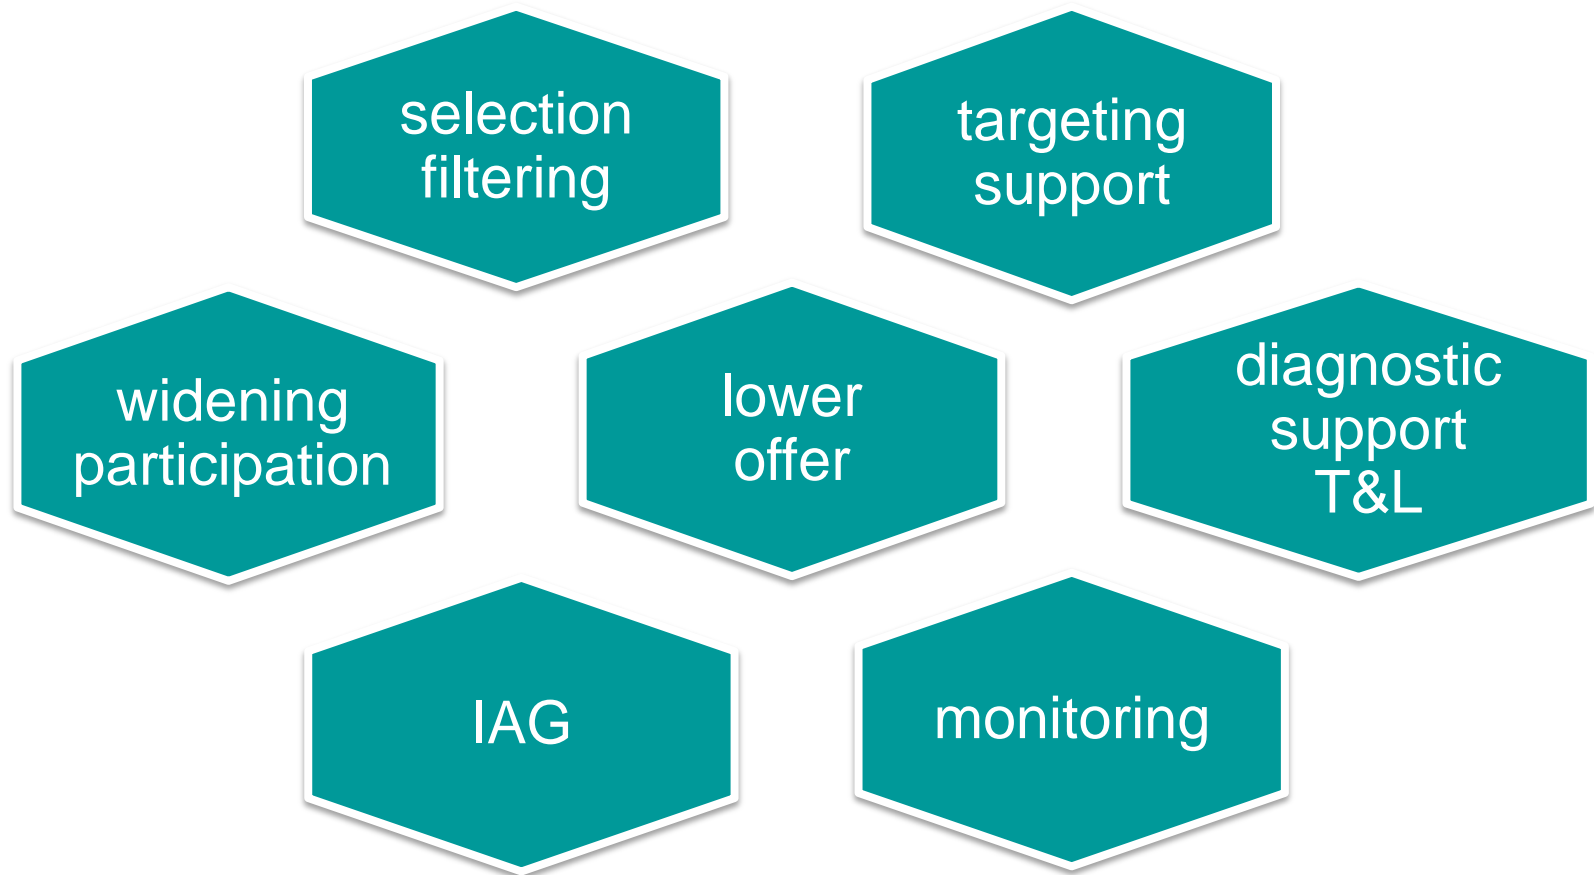 selection
filtering
targeting
support
widening
participation
lower
offer
diagnostic
support
T&L
IAG
monitoring